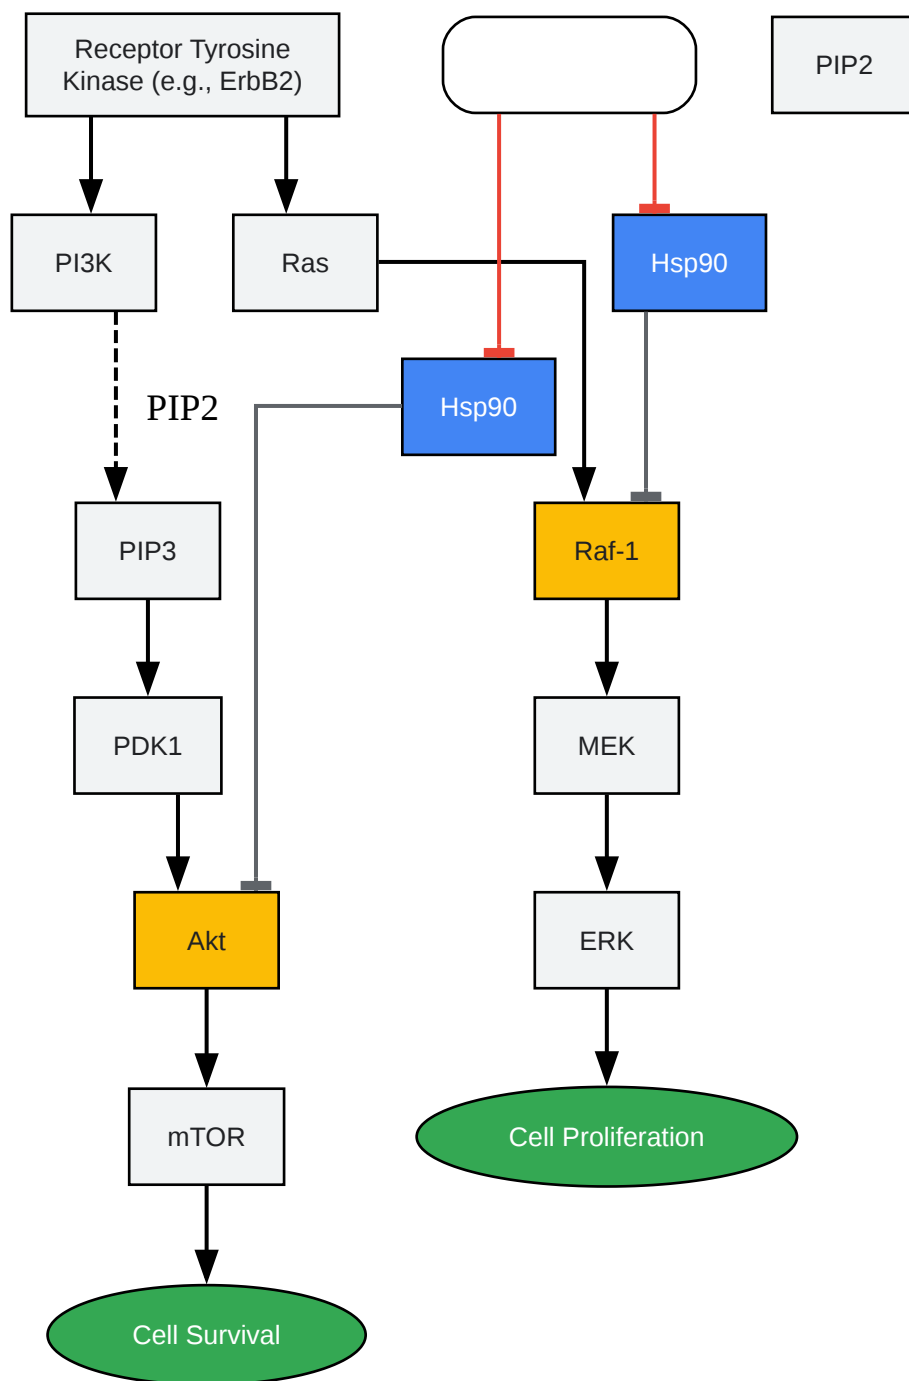 Receptor Tyrosine
Kinase (e.g., ErbB2)
PIP2
PI3K
Ras
Hsp90
PIP2
Hsp90
PIP3
Raf-1
PDK1
MEK
Akt
ERK
mTOR
Cell Proliferation
Cell Survival